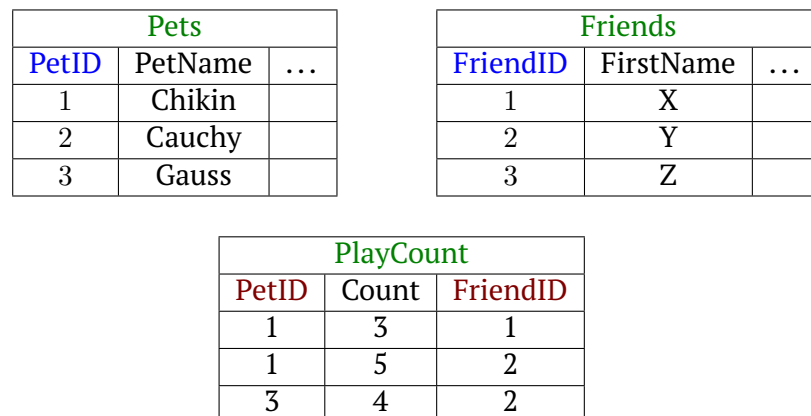 Pets
PetID PetName ...
1 Chikin
2 Cauchy
3 Gauss
Friends
FriendID FirstName ...
1 X
2 Y
3 Z
PlayCount
PetID Count FriendID
1 3 1
1 5 2
3 4 2